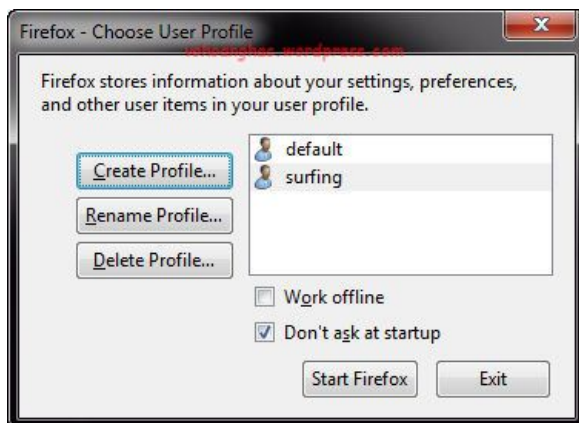 Firefox - Choose User Profile
Firefox stores information about your settings, preferences,
and other user items in your user profile.
default
Create Profile...
surfing
Rename Profile...
Delete Profile...
Work offline
Don't ask at startup
Start Firefox
Exit